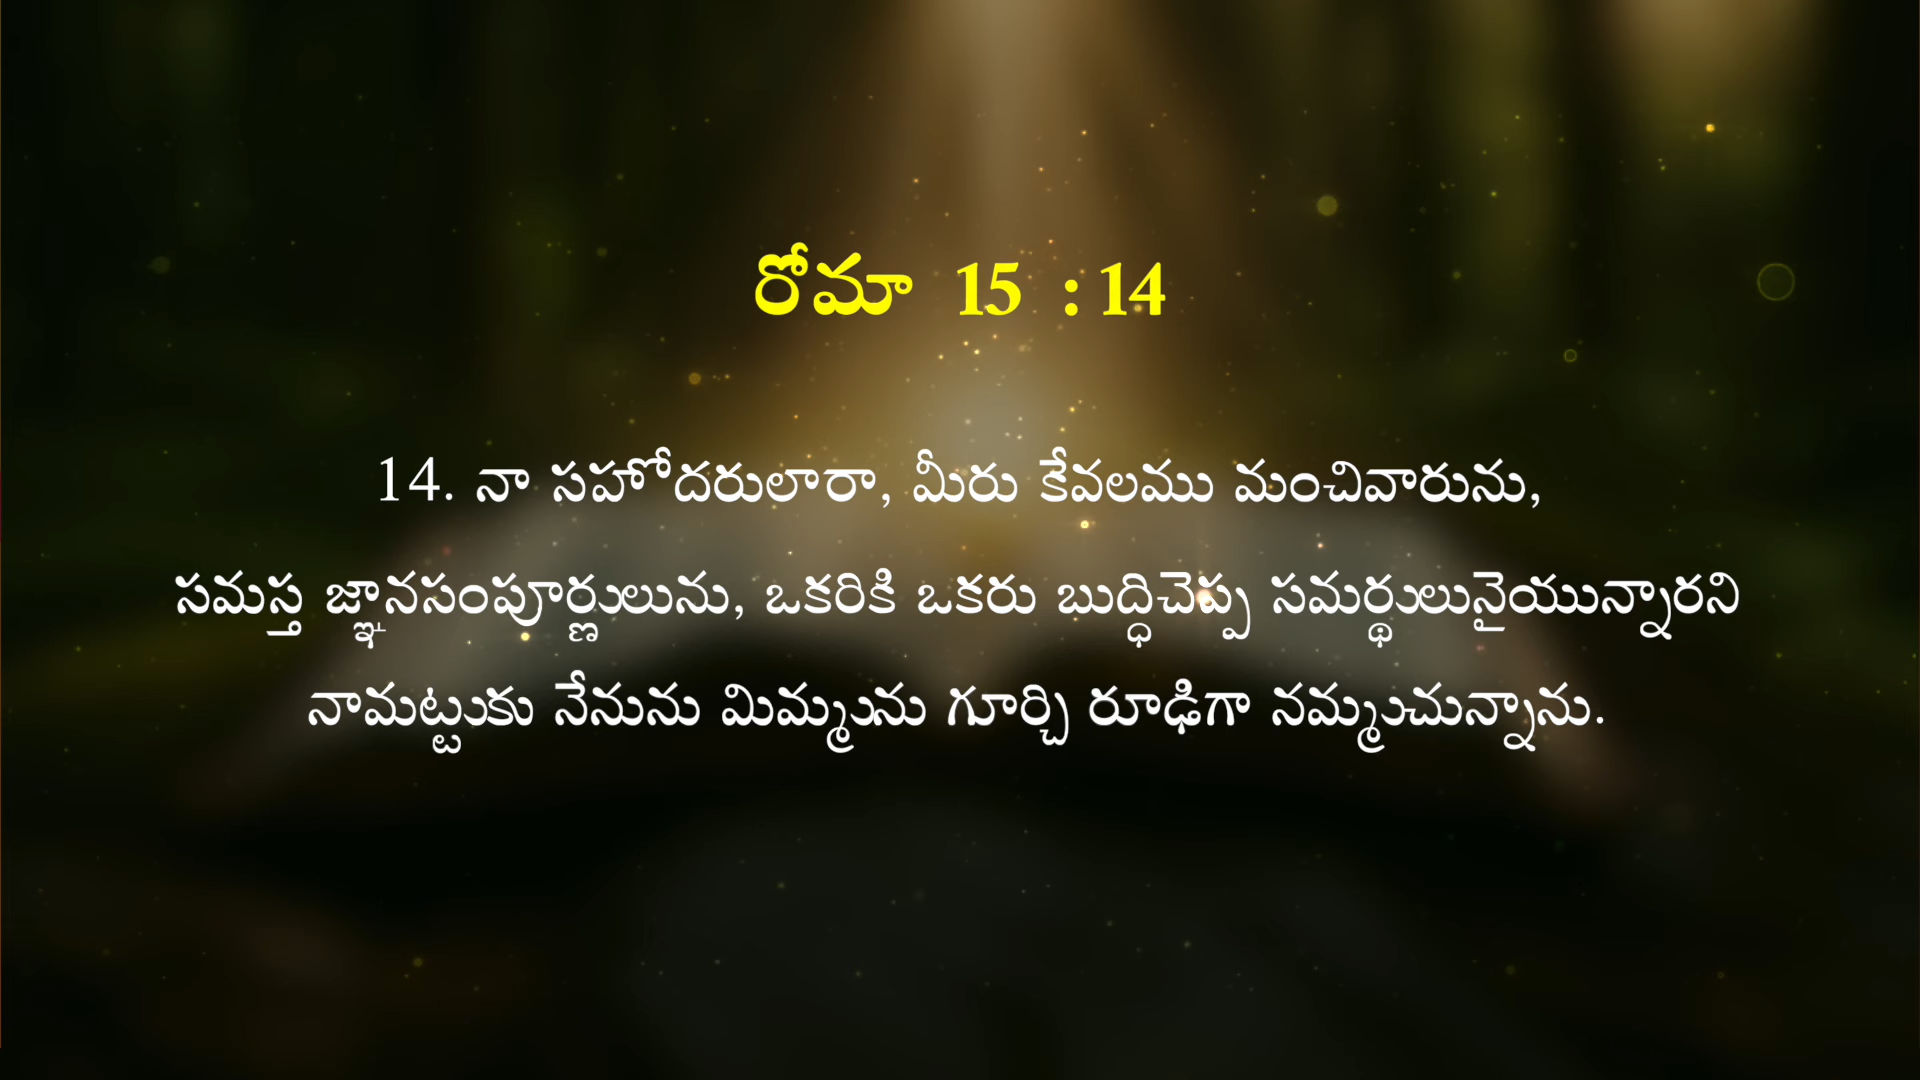 రోమా 15 : 14
14. నా సహోదరులారా, మీరు కేవలము మంచివారును,
సమస్త జ్ఞానసంపూర్ణులును, ఒకరికి ఒకరు బుద్ధిచెప్ప సమర్థులునైయున్నారని
నామట్టుకు నేనును మిమ్మును గూర్చి రూఢిగా నమ్ముచున్నాను.